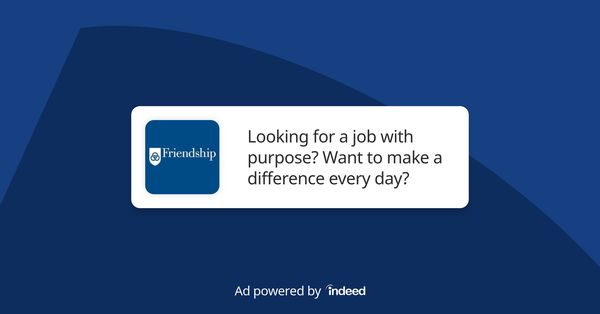 Friendship
Looking for a job with
purpose? Want to make a
difference every day?
Ad powered by indeed